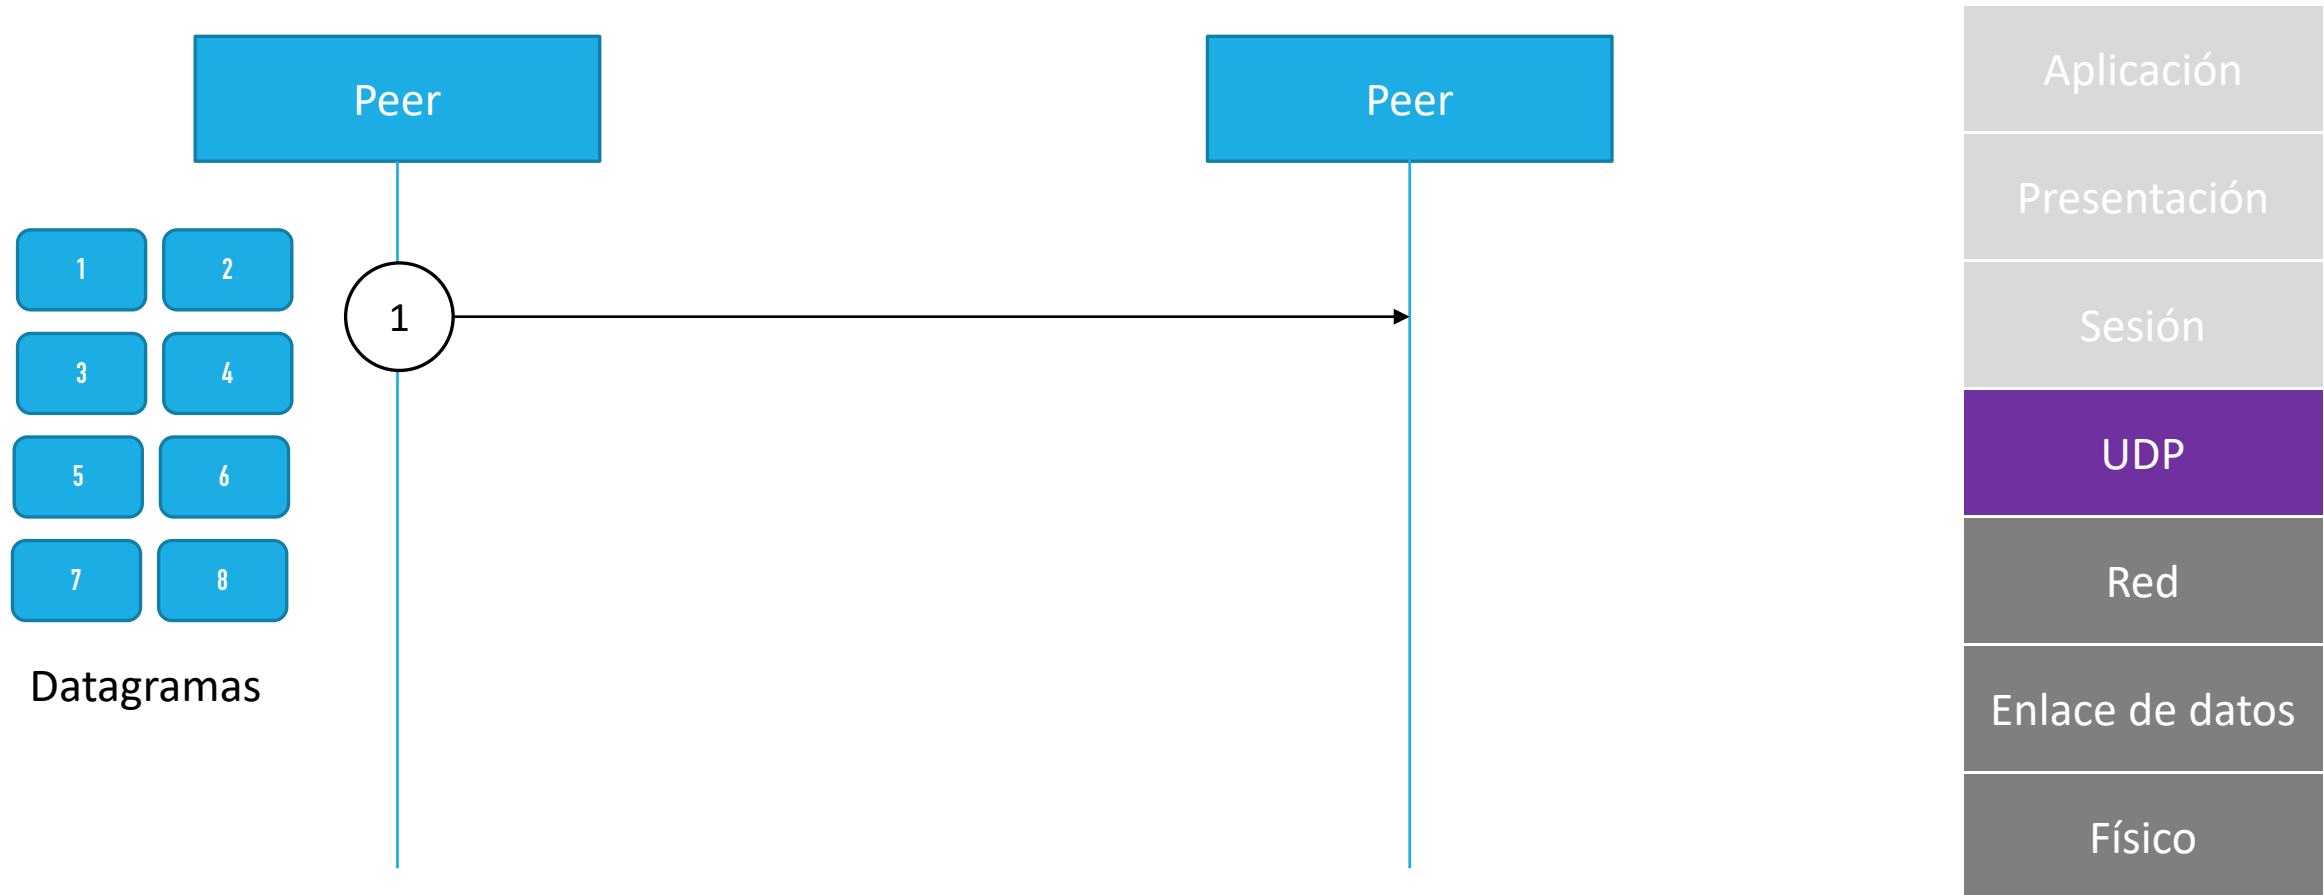 Peer
Peer
1
2
3
4
5
6
7
8
Datagramas
1
Aplicación
Presentación
Sesión
UDP
Red
Enlace de datos
Físico